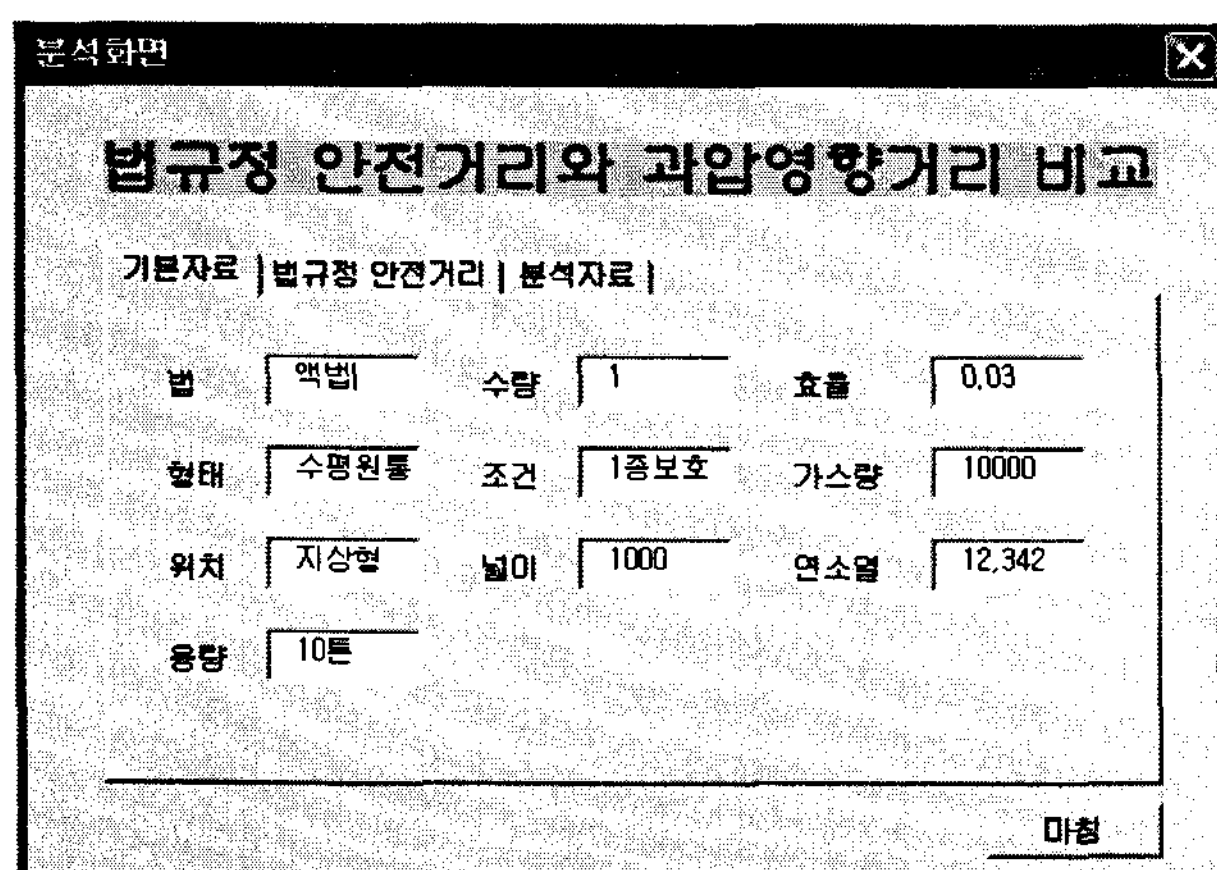 분석화면
법규정 안전거리와 과압영향거리 비교
기본자료 | 법규정 안전거리 | 분석자료 |
법 액법 수량 1 효율 0.03
형태 수평원통 조건 1종보호 가스량 10000
위치 지상형 넓이 1000 연소열 12,342
용량 10톤
마침